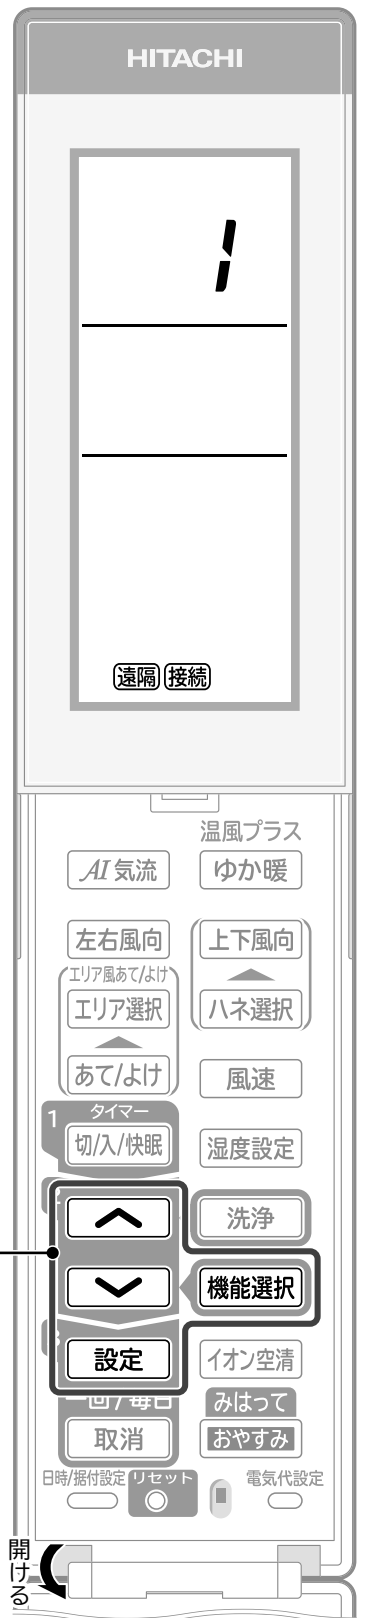 HITACHI
1
遠隔 接続
温風プラス
AI 気流 ゆか暖
左右風向 上下風向
エリア風あて/よけ
エリア選択 ハネ選択
あて/よけ 風速
1 タイマー
切/入/快眠 湿度設定
洗浄
機能選択
設定 イオン空清
一回/毎日 みはって
取消 おやすみ
日時/据付設定 リセット 電気代設定
開ける